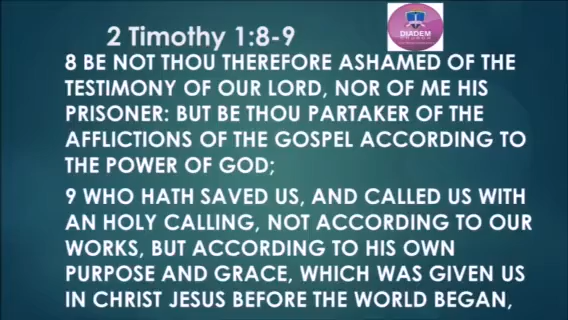 2 Timothy 1:8-9
DIADEM
8 BE NOT THOU THEREFORE ASHAMED OF THE
TESTIMONY OF OUR LORD, NOR OF ME HIS
PRISONER: BUT BE THOU PARTAKER OF THE
AFFLICTIONS OF THE GOSPEL ACCORDING TO
THE POWER OF GOD;
9 WHO HATH SAVED US, AND CALLED US WITH
AN HOLY CALLING, NOT ACCORDING TO OUR
WORKS, BUT ACCORDING TO HIS OWN
PURPOSE AND GRACE, WHICH WAS GIVEN US
IN CHRIST JESUS BEFORE THE WORLD BEGAN,